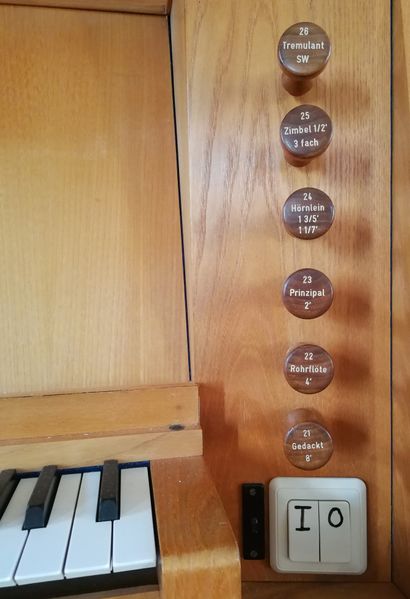 26
Tremulant
SW
25
Zimbel 1/2'
3 fach
24
Hörnlein
1 3/5'
1 1/7'
23
Prinzipal
2'
22
Rohrflöte
4'
21
Gedackt
8'
I O